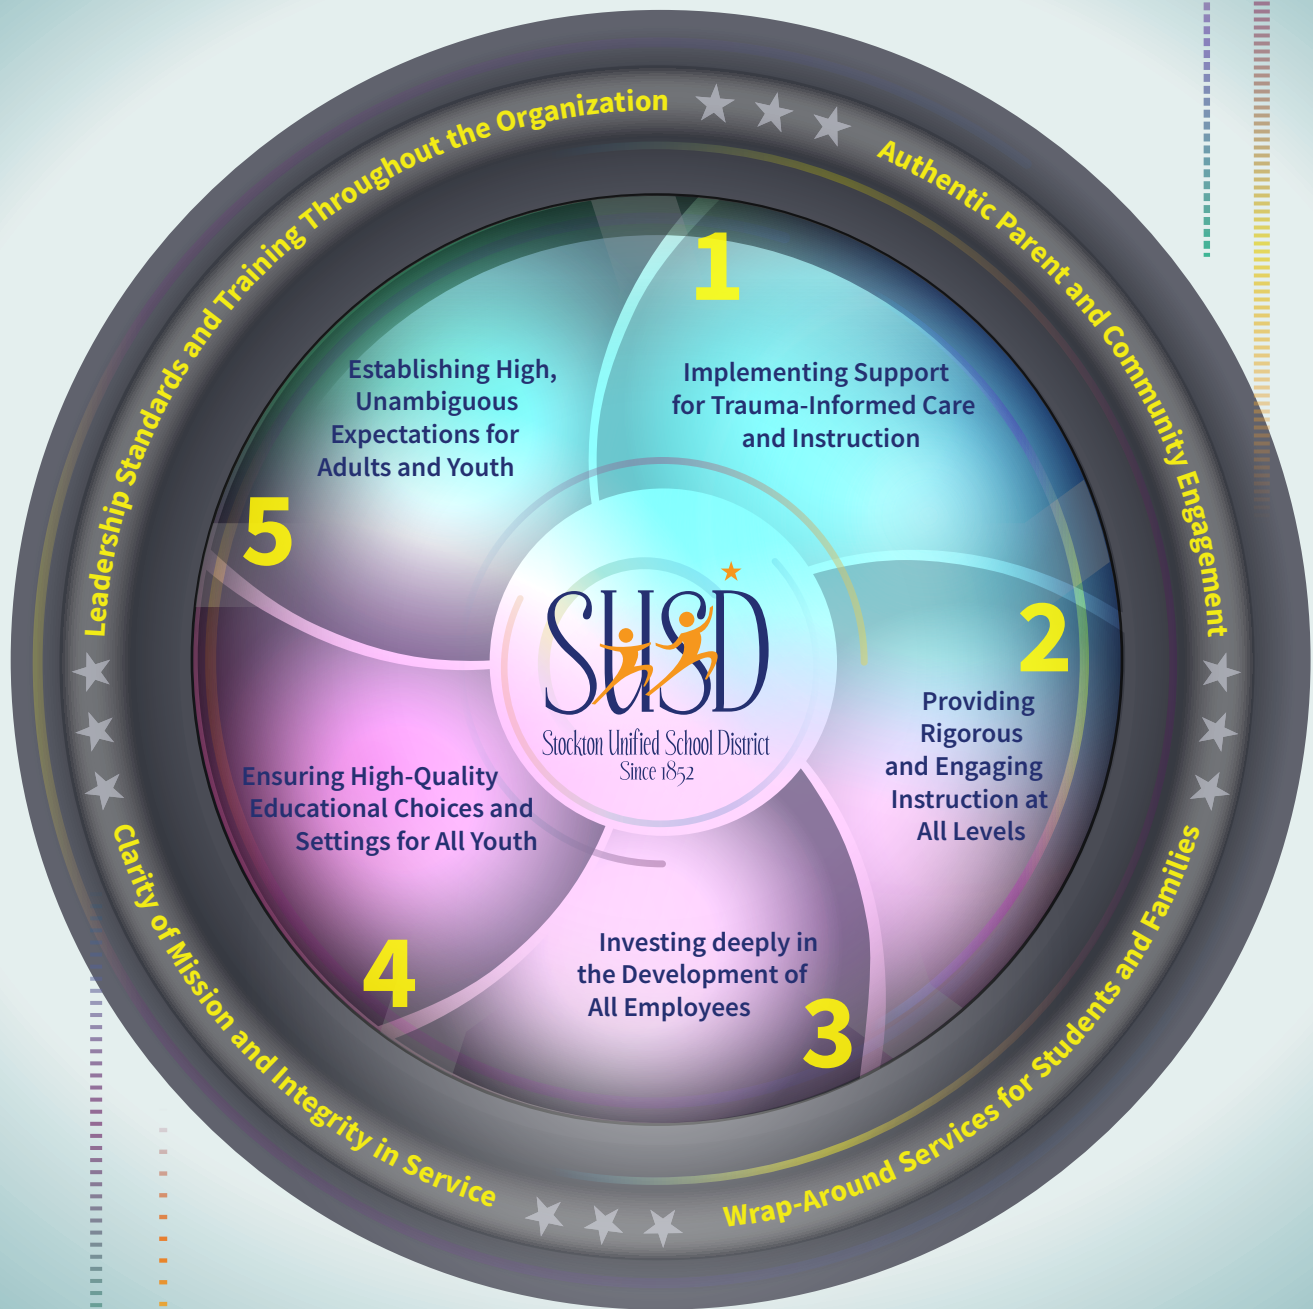 Leadership Standards and Training Throughout the Organization
Authentic Parent and Community Engagement
Wrap-Around Services for Students and Families
Clarity of Mission and Integrity in Service
1
Implementing Support
for Trauma-Informed Care
and Instruction
2
Providing
Rigorous
and Engaging
Instruction at
All Levels
3
Investing deeply in
the Development of
All Employees
4
Ensuring High-Quality
Educational Choices and
Settings for All Youth
5
Establishing High,
Unambiguous
Expectations for
Adults and Youth
SUSD
Stockton Unified School District
Since 1852